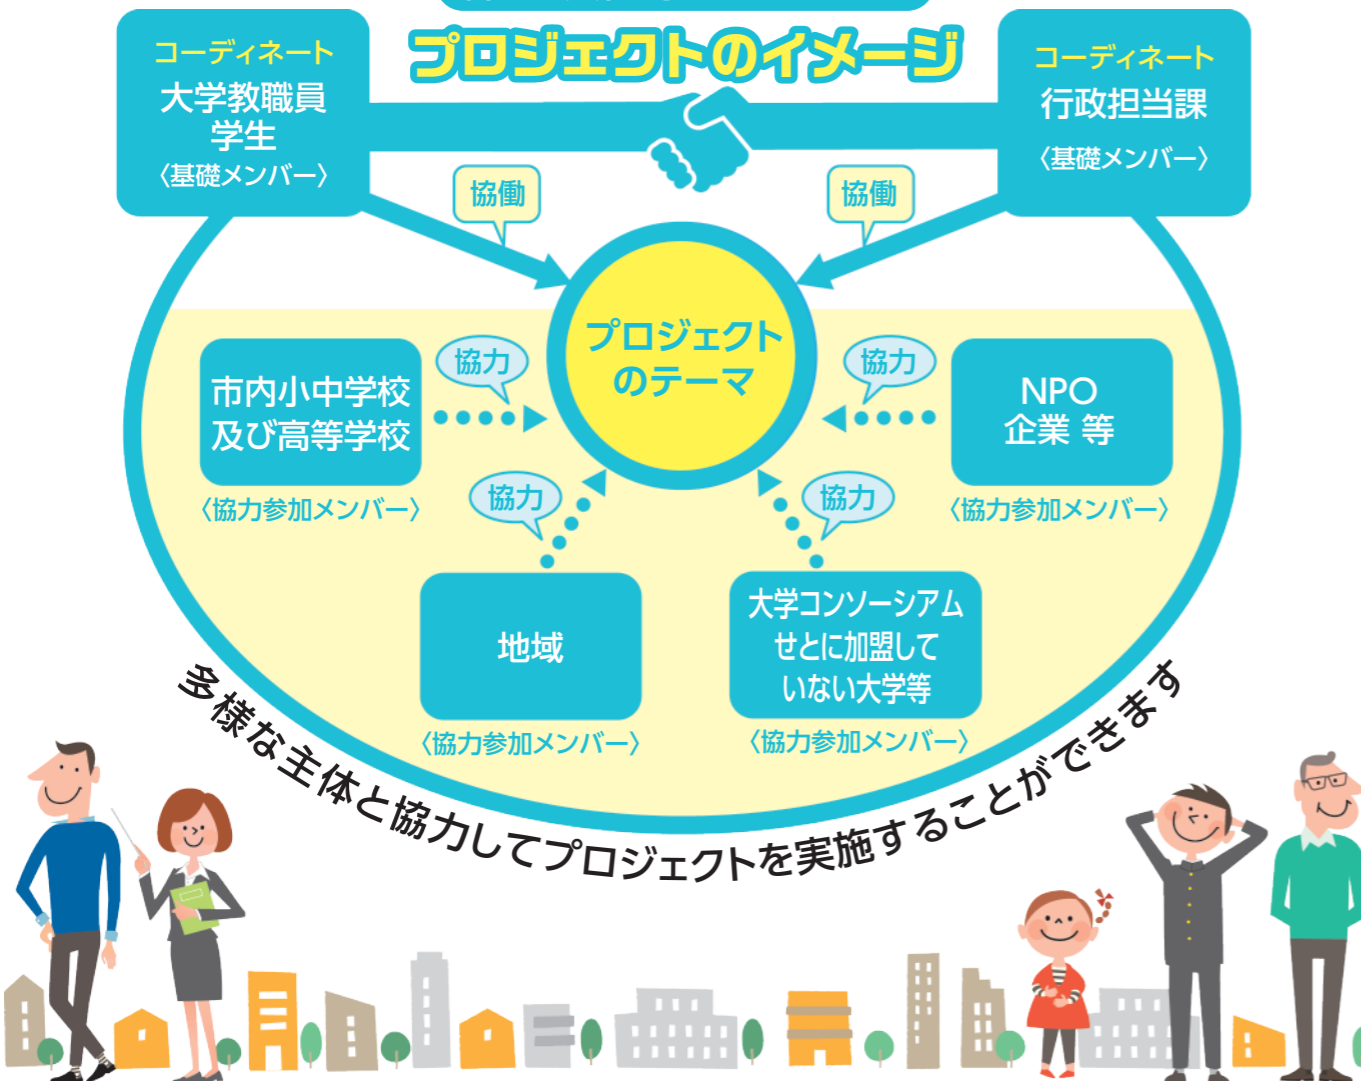 プロジェクトのイメージ
コーディネート
大学教職員
学生
〈基礎メンバー〉
コーディネート
行政担当課
〈基礎メンバー〉
協働
協働
プロジェクト
のテーマ
協力
協力
市内小中学校
及び高等学校
〈協力参加メンバー〉
NPO
企業 等
〈協力参加メンバー〉
協力
協力
地域
〈協力参加メンバー〉
大学コンソーシアム
せとに加盟して
いない大学等
〈協力参加メンバー〉
多様な主体と協力してプロジェクトを実施することができます